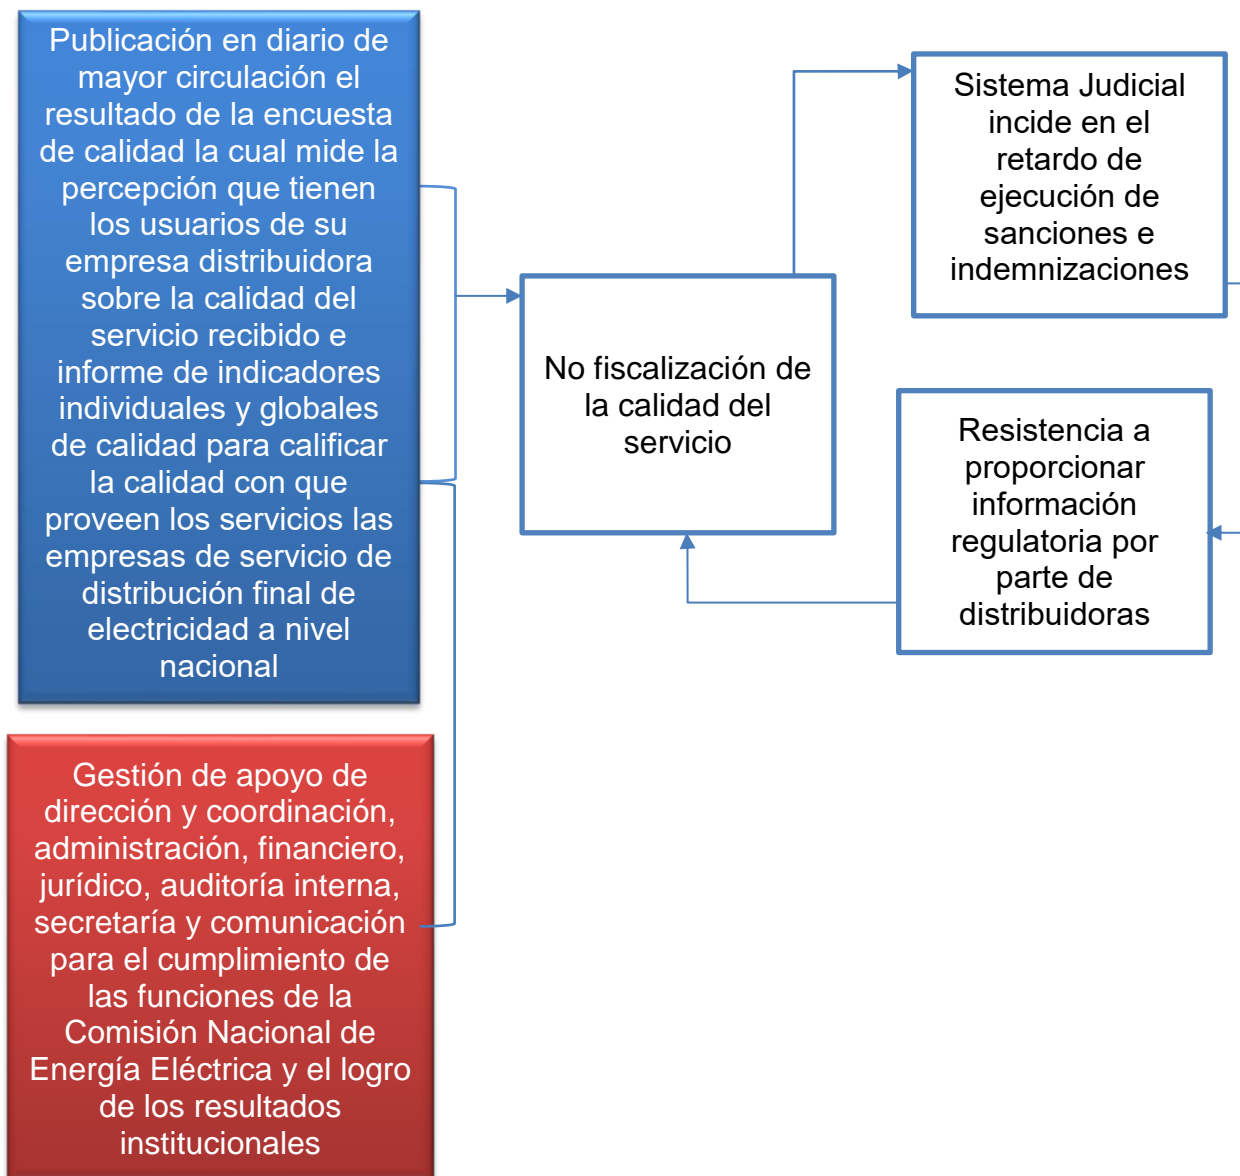 Publicación en diario de
mayor circulación el
resultado de la encuesta
de calidad la cual mide la
percepción que tienen
los usuarios de su
empresa distribuidora
sobre la calidad del
servicio recibido e
informe de indicadores
individuales y globales
de calidad para calificar
la calidad con que
proveen los servicios las
empresas de servicio de
distribución final de
electricidad a nivel
nacional
Gestión de apoyo de
dirección y coordinación,
administración, financiero,
jurídico, auditoría interna,
secretaría y comunicación
para el cumplimiento de
las funciones de la
Comisión Nacional de
Energía Eléctrica y el logro
de los resultados
institucionales
No fiscalización de
la calidad del
servicio
Sistema Judicial
incide en el
retardo de
ejecución de
sanciones e
indemnizaciones
Resistencia a
proporcionar
información
regulatoria por
parte de
distribuidoras